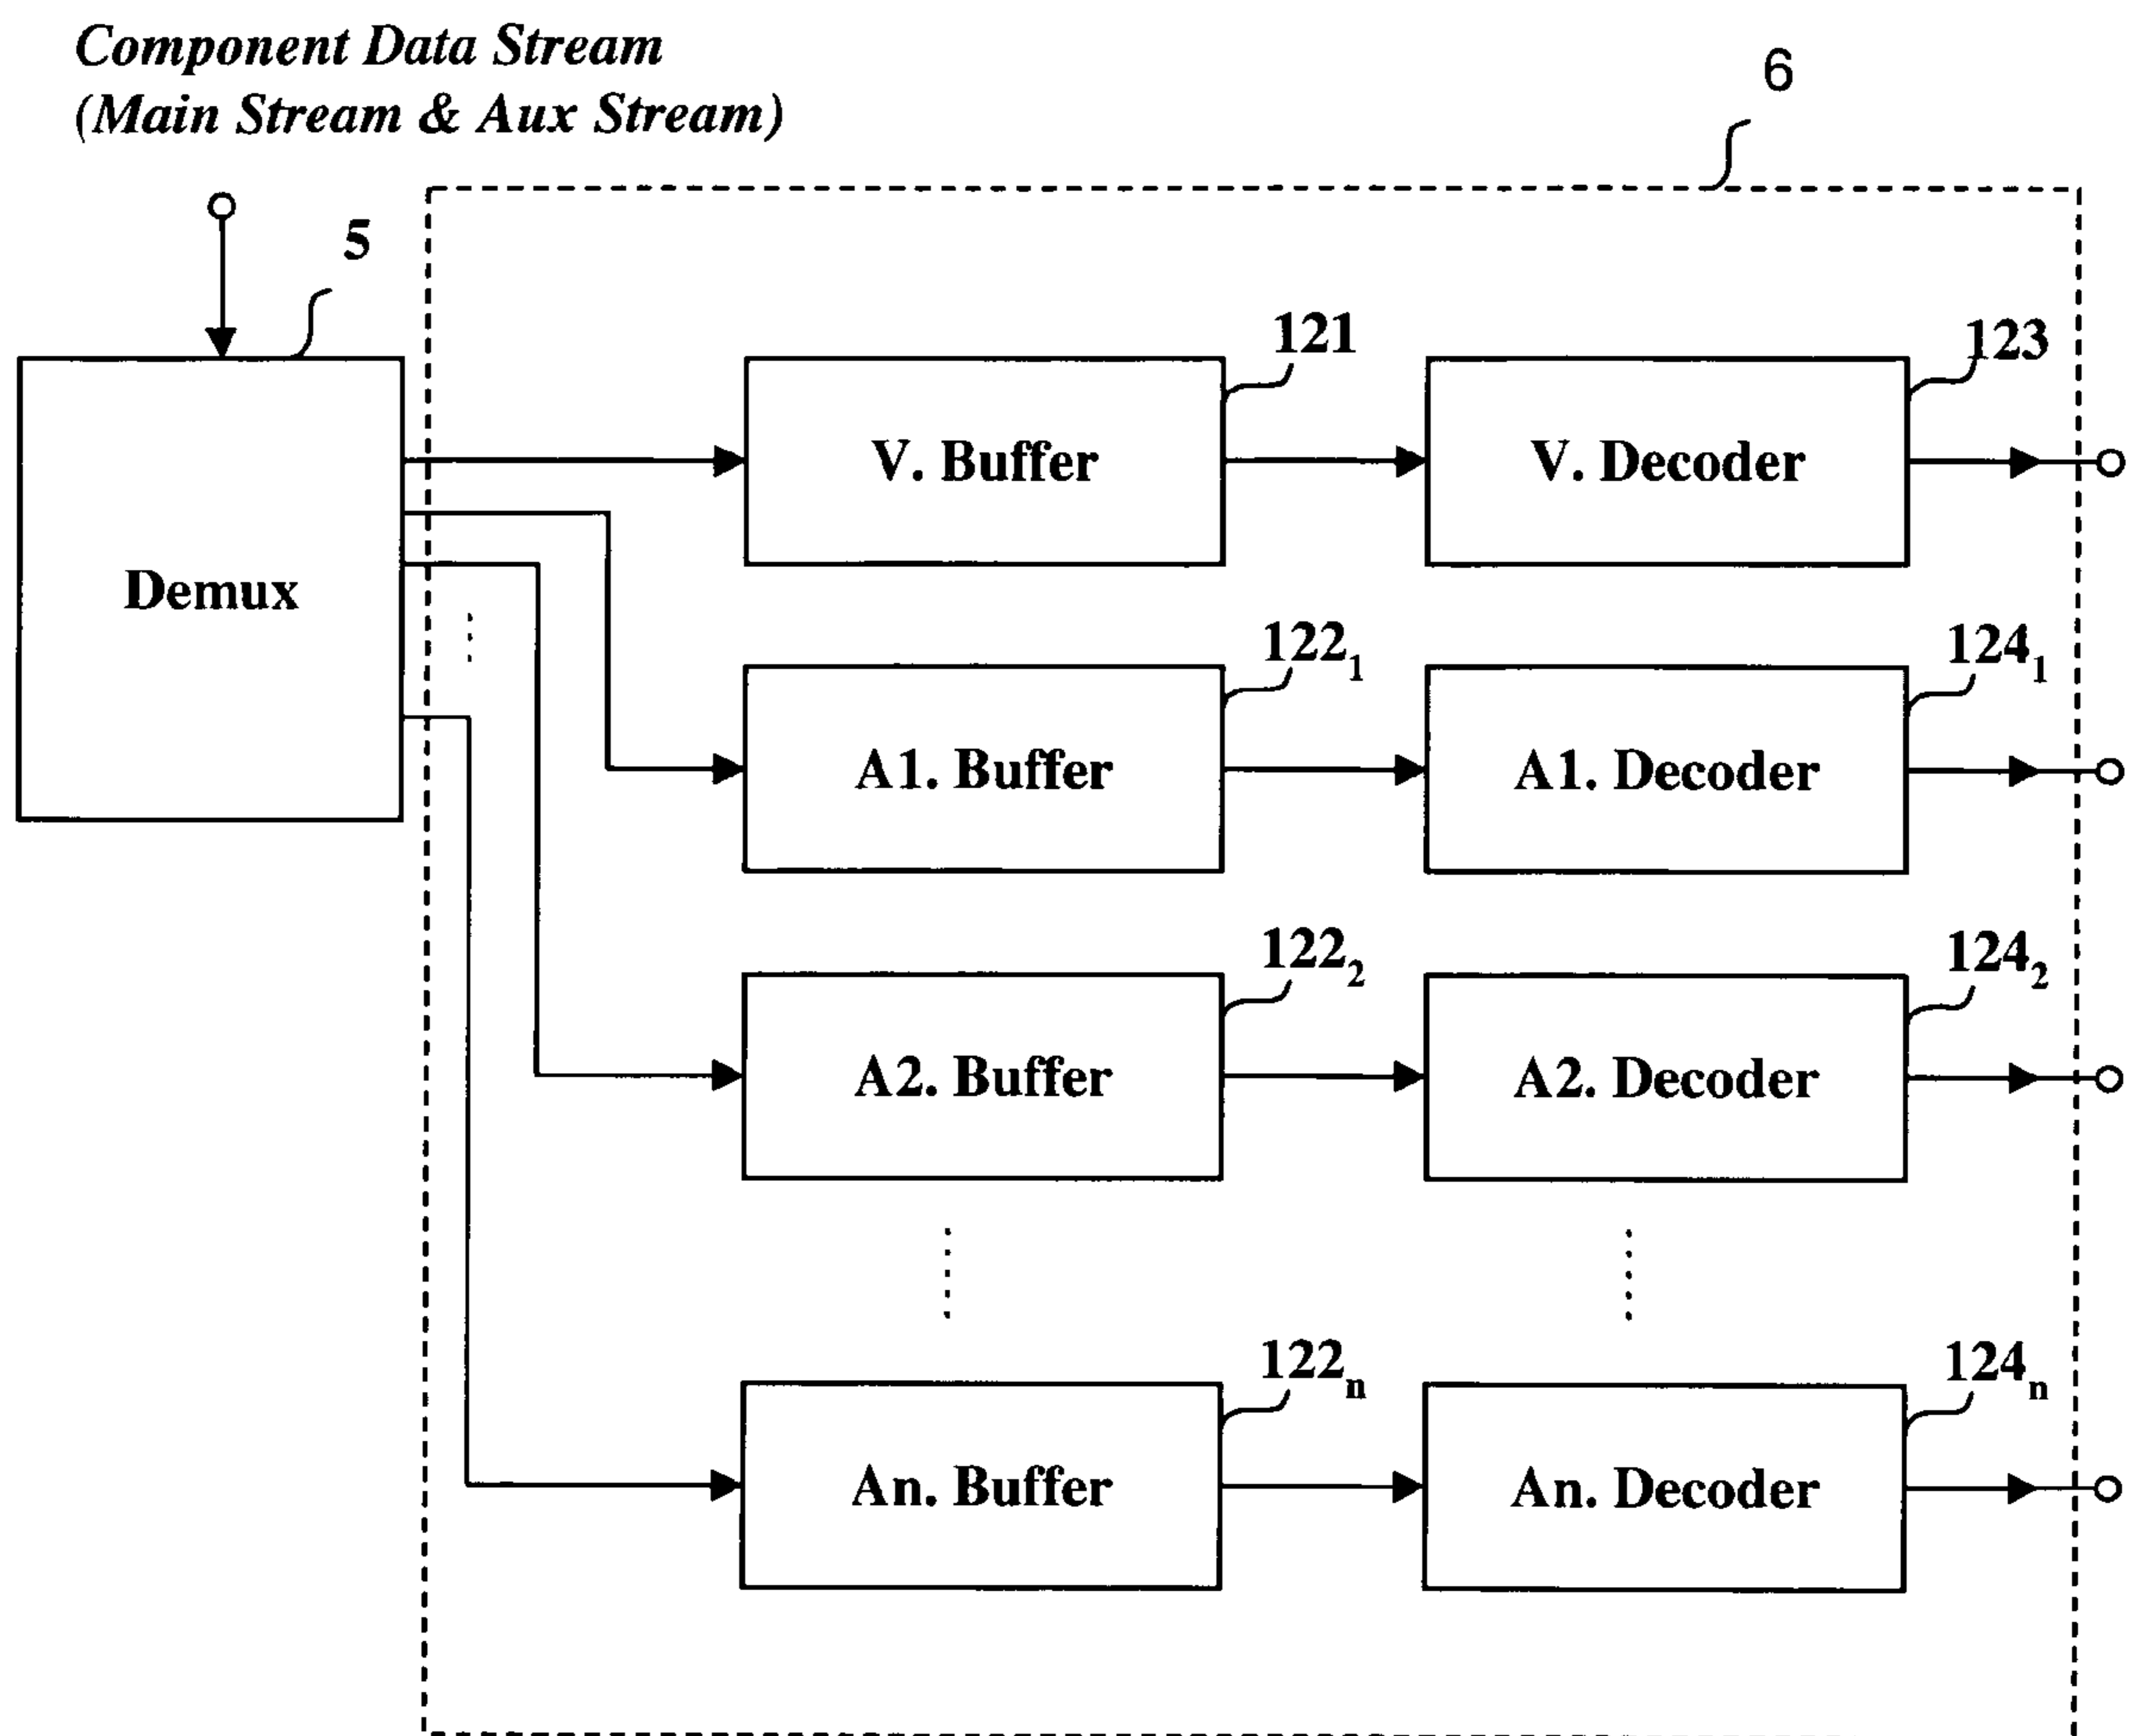 Component Data Stream
(Main Stream & Aux Stream)
6
5
121
123
V. Buffer
V. Decoder
Demux
122₁
124₁
A1. Buffer
A1. Decoder
122₂
124₂
A2. Buffer
A2. Decoder
122ₙ
124ₙ
An. Buffer
An. Decoder